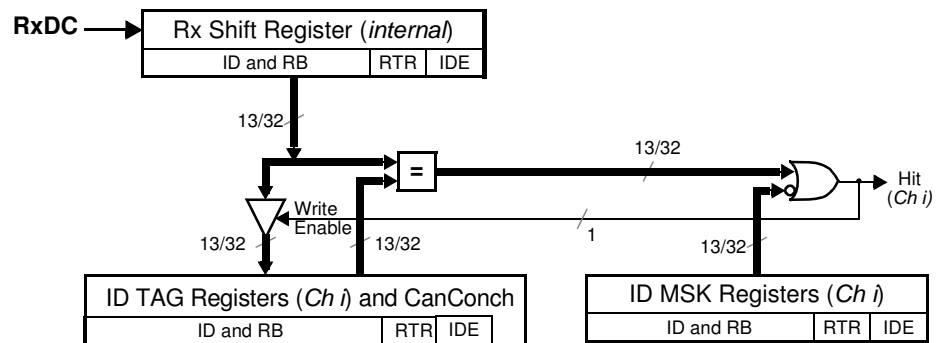 RxDC
Rx Shift Register (internal)
ID and RB RTR IDE
13/32
13/32
=
Hit
(Ch i)
Write
Enable
1
13/32
13/32
13/32
ID TAG Registers (Ch i) and CanConch
ID and RB RTR IDE
ID MSK Registers (Ch i)
ID and RB RTR IDE